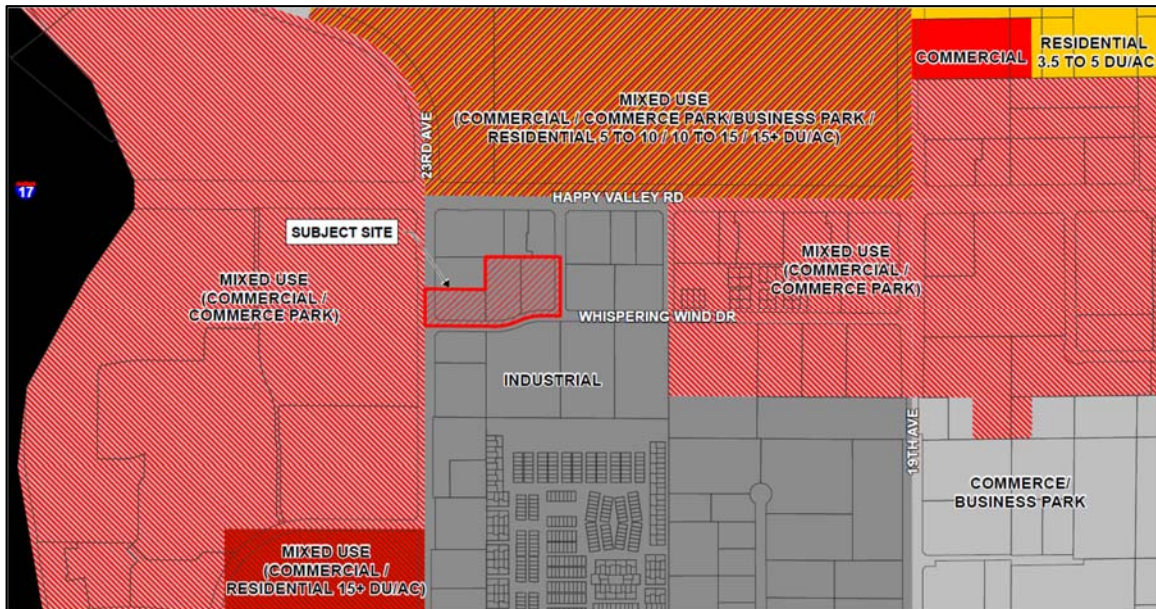 COMMERCIAL
RESIDENTIAL
3.5 TO 5 DU/AC
MIXED USE
(COMMERCIAL / COMMERCE PARK/BUSINESS PARK /
RESIDENTIAL 5 TO 10 / 10 TO 15 / 15+ DU/AC)
23RD AVE
17
HAPPY VALLEY RD
SUBJECT SITE
MIXED USE
(COMMERCIAL /
COMMERCE PARK)
MIXED USE
(COMMERCIAL /
COMMERCE PARK)
WHISPERING WIND DR
INDUSTRIAL
19TH AVE
COMMERCE/
BUSINESS PARK
MIXED USE
(COMMERCIAL /
RESIDENTIAL 15+ DU/AC)